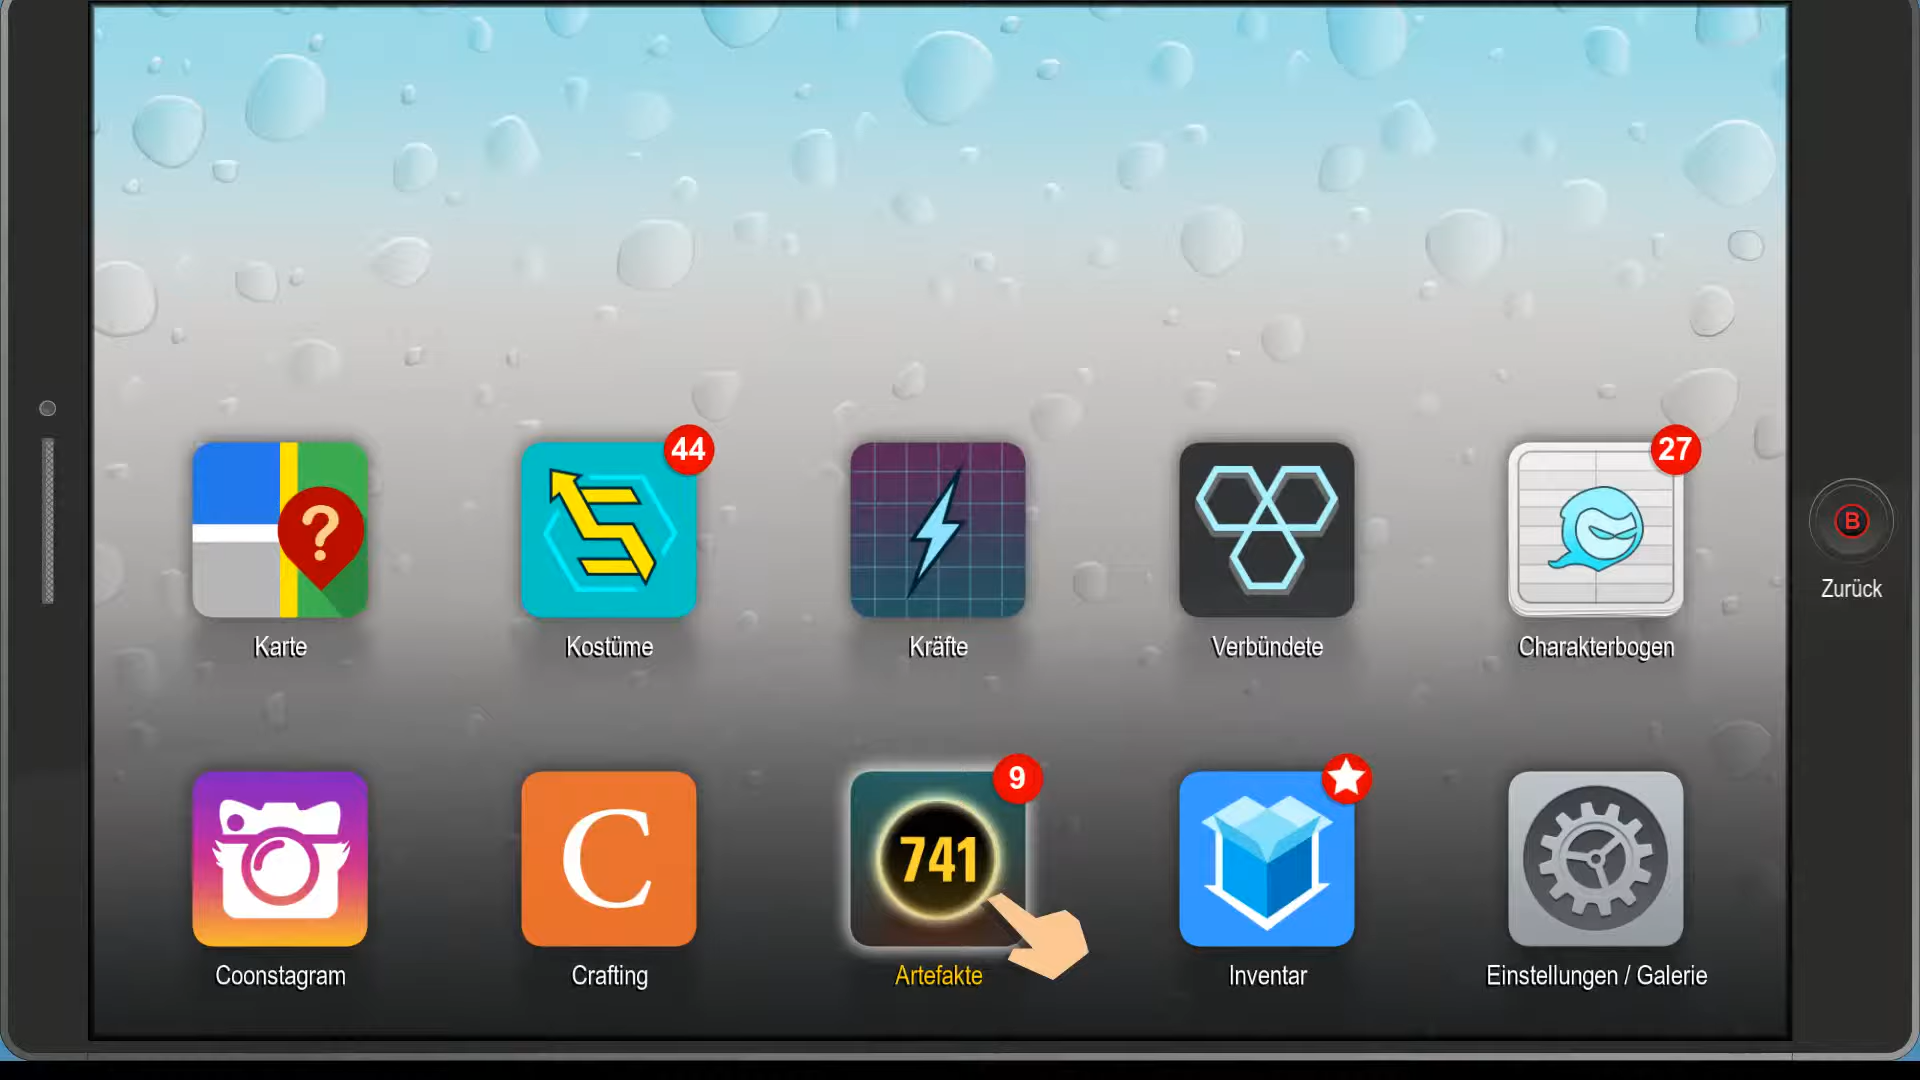 44
27
?
B
Zurück
Karte
Kostüme
Kräfte
Verbündete
Charakterbogen
9
C
741
Coonstagram
Crafting
Artefakte
Inventar
Einstellungen / Galerie